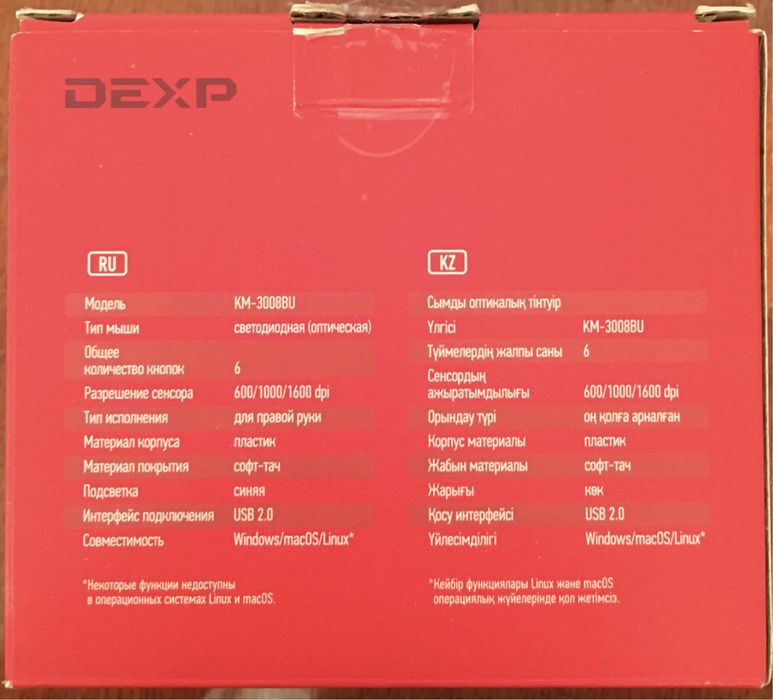 DEXP
RU
Модель KM-3008BU
Тип мыши светодиодная (оптическая)
Общее
количество кнопок 6
Разрешение сенсора 600/1000/1600 dpi
Тип исполнения для правой руки
Материал корпуса пластик
Материал покрытия софт-тач
Подсветка синяя
Интерфейс подключения USB 2.0
Совместимость Windows/macOS/Linux*
*Некоторые функции недоступны
в операционных системах Linux и macOS.
KZ
Сымды оптикалық тінтуір
Үлгісі KM-3008BU
Түймелердің жалпы саны 6
Сенсордың
ажыратымдылығы 600/1000/1600 dpi
Орындау түрі оң қолға арналған
Корпус материалы пластик
Жабын материалы софт-тач
Жарығы көк
Қосу интерфейсі USB 2.0
Үйлесімділігі Windows/macOS/Linux*
*Кейбір функциялары Linux және macOS
операциялық жүйелерінде қол жетімсіз.